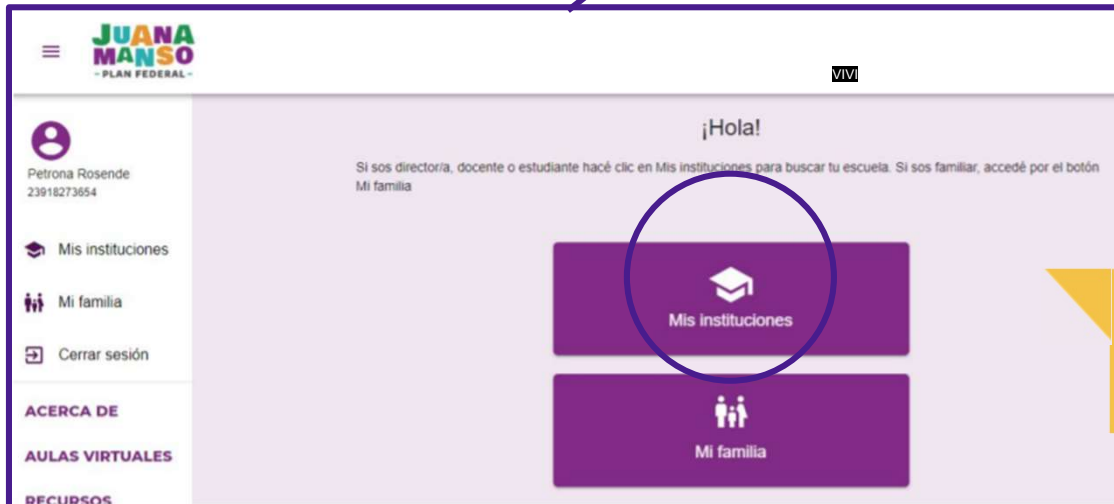 JUANA
MANSO
- PLAN FEDERAL -
VIVI
Petrona Rosende
23918273654
Mis instituciones
Mi familia
Cerrar sesión
ACERCA DE
AULAS VIRTUALES
RECURSOS
¡Hola!
Si sos director/a, docente o estudiante hacé clic en Mis instituciones para buscar tu escuela. Si sos familiar, accedé por el botón
Mi familia
Mis instituciones
Mi familia